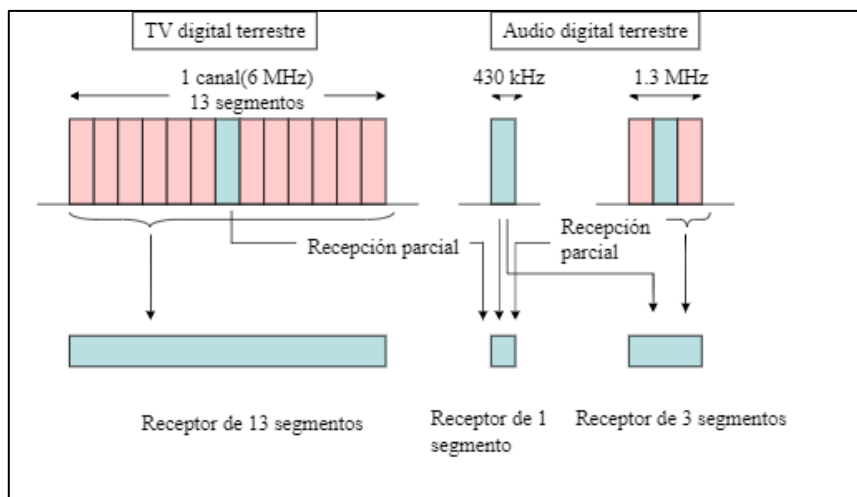 TV digital terrestre
Audio digital terrestre
1 canal(6 MHz)
13 segmentos
430 kHz
1.3 MHz
Recepción parcial
Recepción
parcial
Receptor de 13 segmentos
Receptor de 1
segmento
Receptor de 3 segmentos